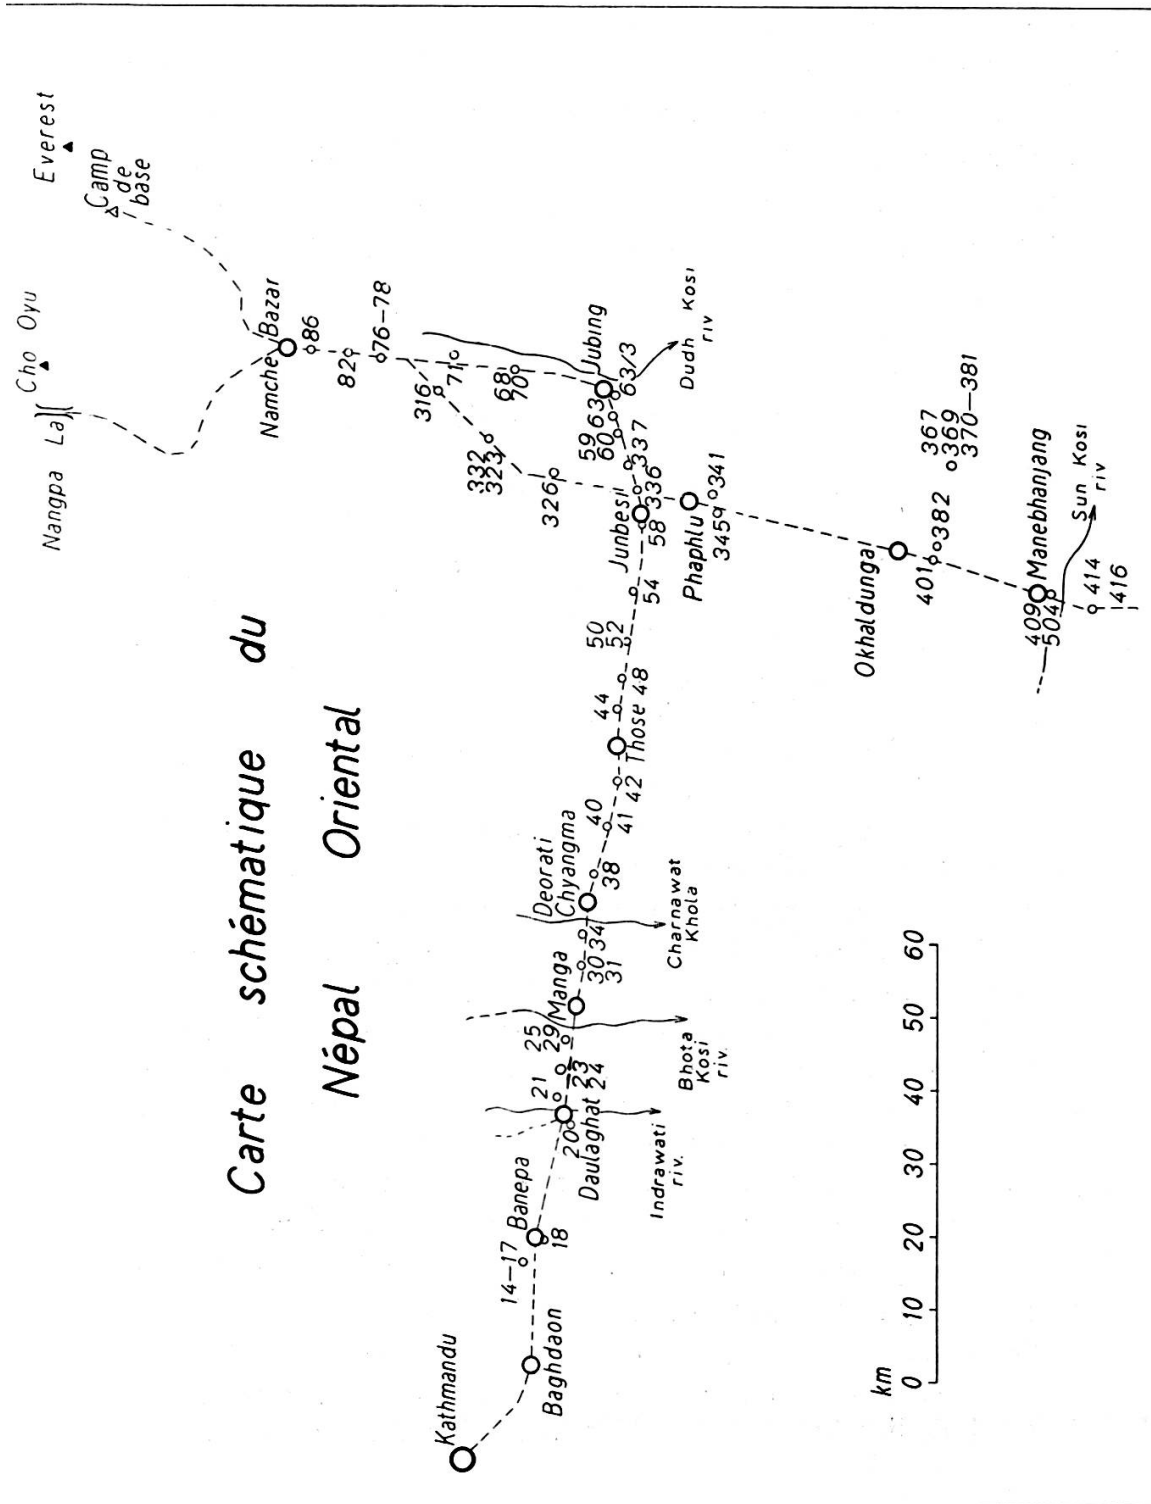 Carte schématique du
Népal Oriental
Nangpa La
Cho Oyu
Everest
Camp
de
base
Namche Bazar
86
82
76–78
316
71
68
70
332
323
326
Jubing
63
63/3
59
60
337
336
Junbesi
58
54
50
52
48
44
Those
42
41
40
38
Deorati
Chyangma
34
30
31
Manga
25
29
23
24
21
20
Daulaghat
Banepa
18
14–17
Baghdaon
Kathmandu
Dudh Kosi
riv
Phaphlu
341
345
Charnawat
Khola
Bhota
Kosi
riv.
Indrawati
riv.
Okhaldunga
401
382
367
369
370–381
Manebhanjang
409
504
Sun Kosi
riv
414
416
km
0 10 20 30 40 50 60